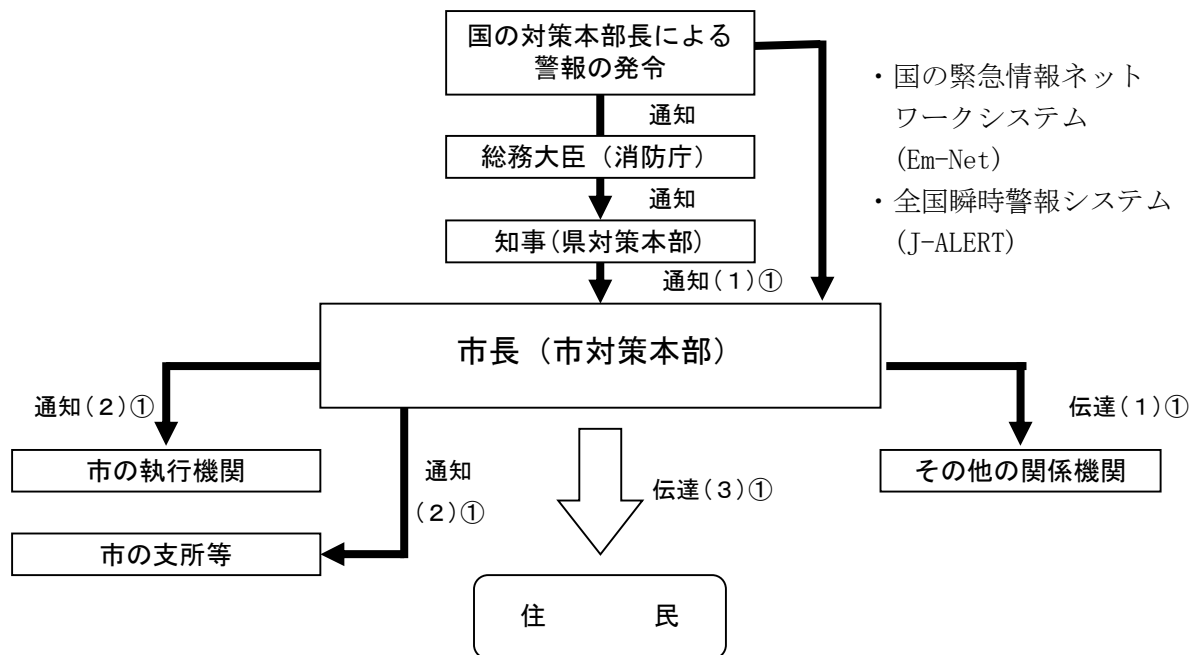 国の対策本部長による
警報の発令
・国の緊急情報ネット
ワークシステム
(Em-Net)
・全国瞬時警報システム
(J-ALERT)
通知
総務大臣（消防庁）
通知
知事(県対策本部)
通知(１)①
市長（市対策本部）
通知(２)①
伝達(１)①
市の執行機関
通知
(２)①
伝達(３)①
その他の関係機関
市の支所等
住　　　民